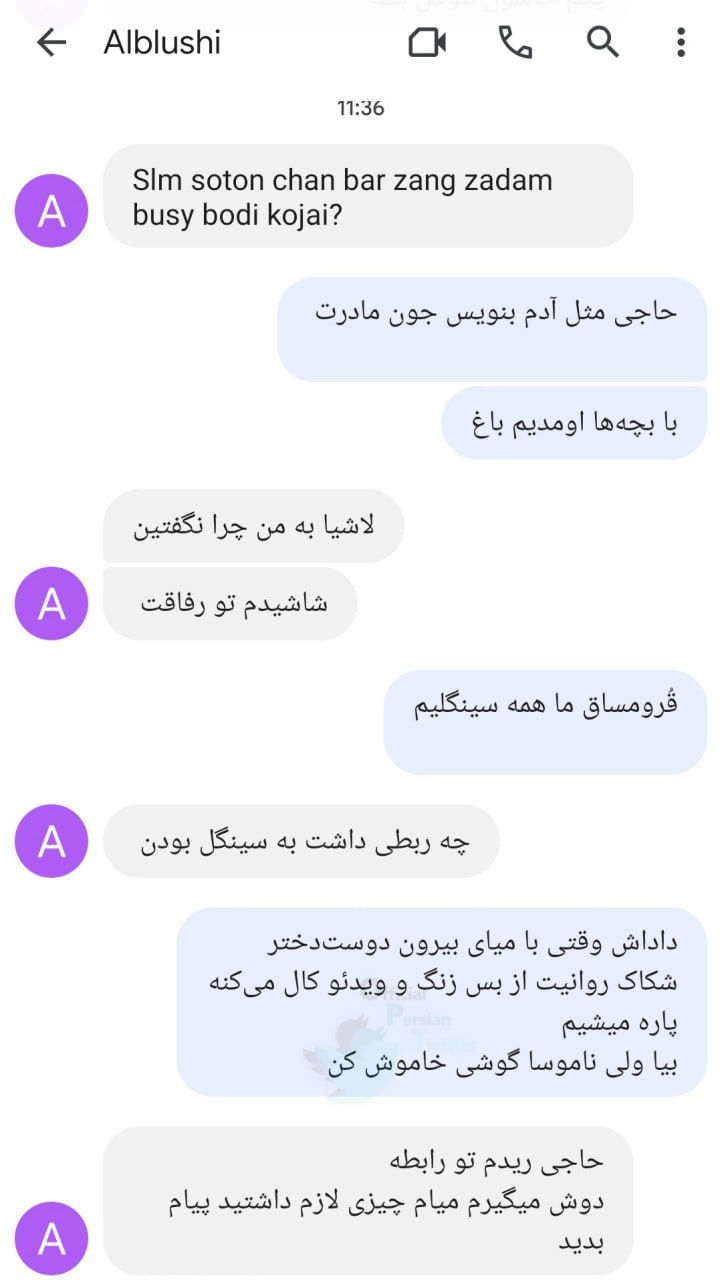 Alblushi
11:36
Slm soton chan bar zang zadam
busy bodi kojai?
A
حاجی مثل آدم بنویس جون مادرت
با بچه‌ها اومدیم باغ
لاشیا به من چرا نگفتین
شاشیدم تو رفاقت
A
قُرومساق ما همه سینگلیم
چه ربطی داشت به سینگل بودن
A
داداش وقتی با میای بیرون دوست‌دختر
شکاک روانیت از بس زنگ و ویدئو کال می‌کنه
پاره میشیم
بیا ولی ناموسا گوشی خاموش کن
Official
Persian
Twitter
حاجی ریدم تو رابطه
دوش میگیرم میام چیزی لازم داشتید پیام
بدید
A